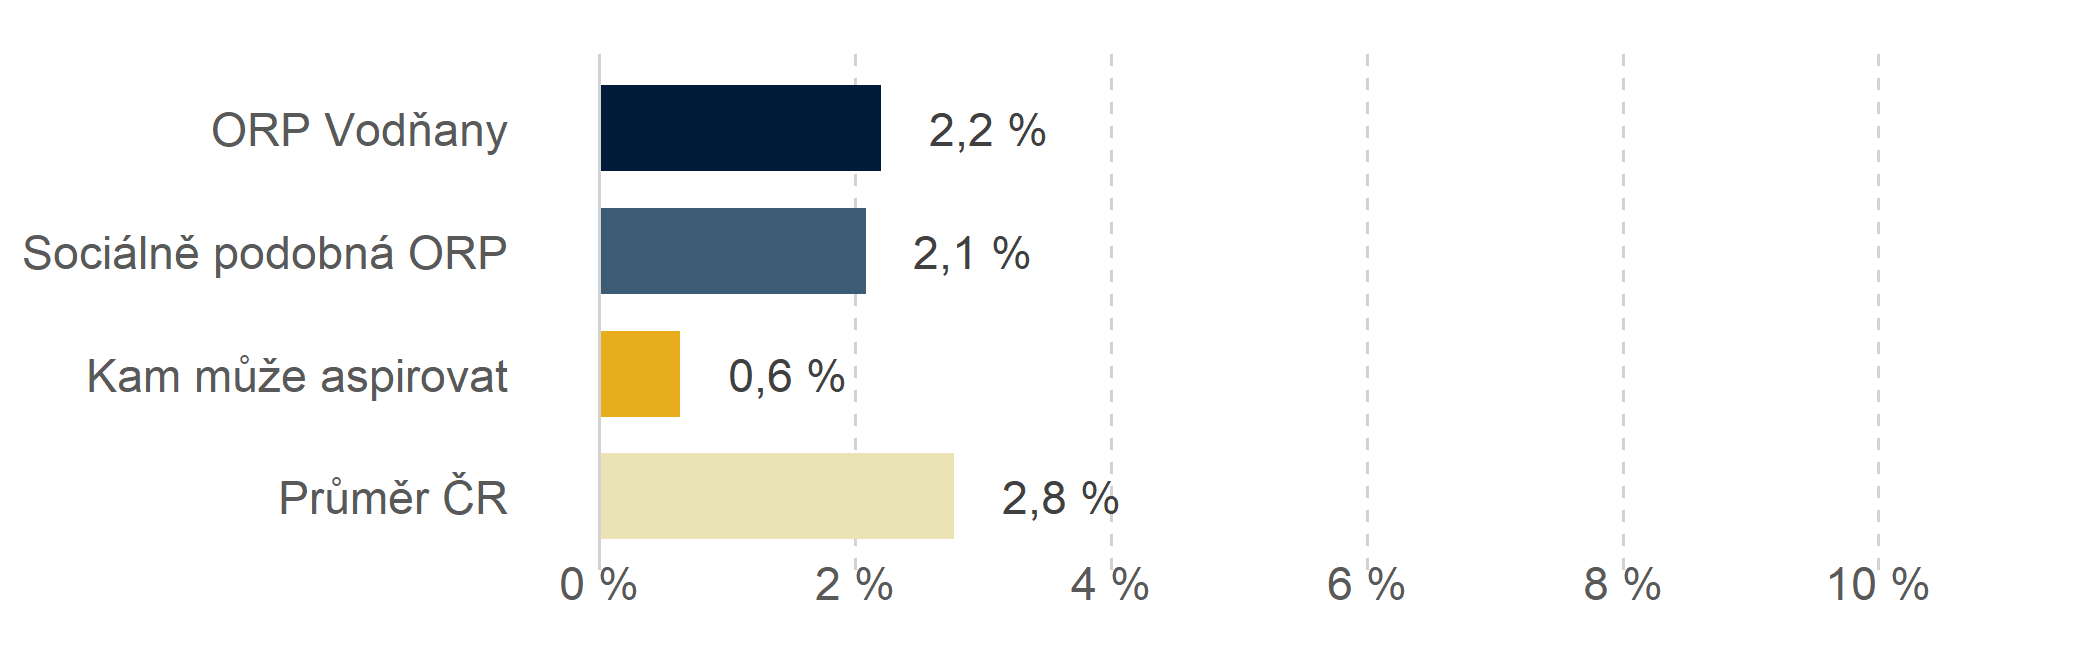 ORP Vodňany 2,2 %
Sociálně podobná ORP 2,1 %
Kam může aspirovat 0,6 %
Průměr ČR 2,8 %
0 % 2 % 4 % 6 % 8 % 10 %